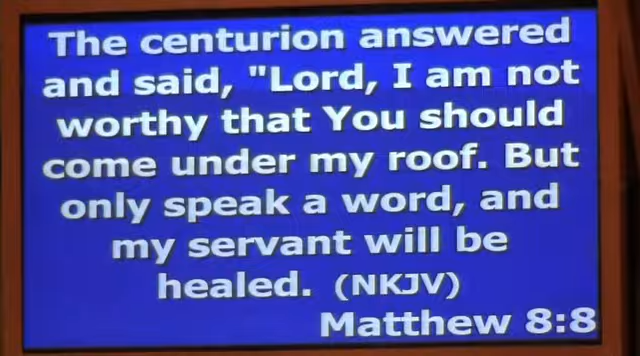 The centurion answered
and said, "Lord, I am not
worthy that You should
come under my roof. But
only speak a word, and
my servant will be
healed. (NKJV)
Matthew 8:8